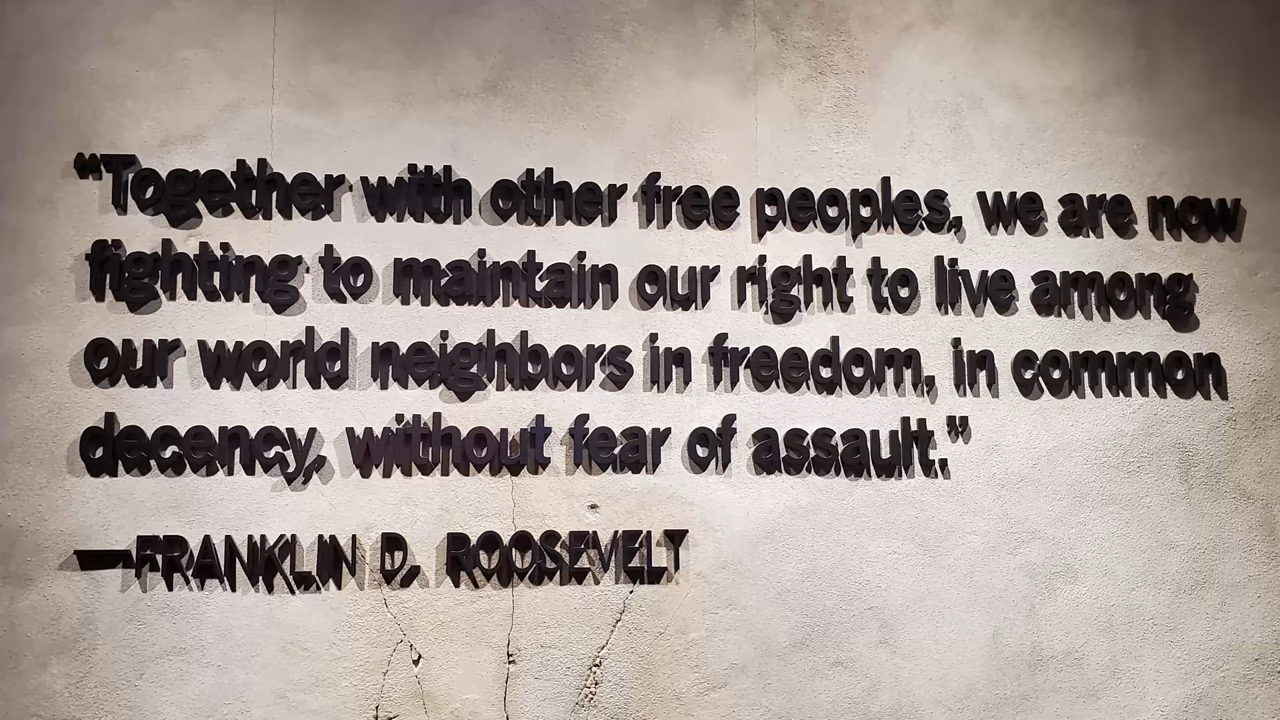 “Together with other free peoples, we are now
fighting to maintain our right to live among
our world neighbors in freedom, in common
decency, without fear of assault.”
—FRANKLIN D. ROOSEVELT